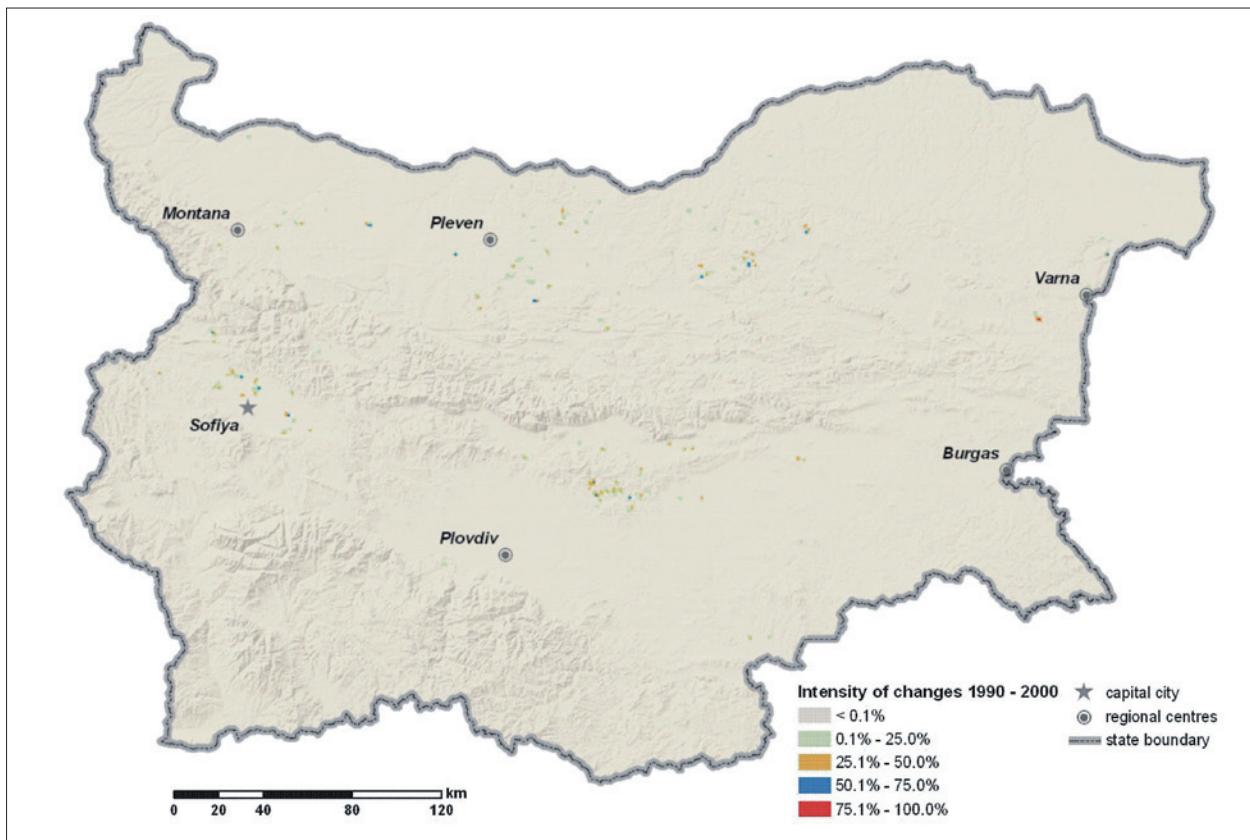 Montana
Pleven
Varna
Sofiya
Burgas
Plovdiv
Intensity of changes 1990 - 2000
< 0.1%
0.1% - 25.0%
25.1% - 50.0%
50.1% - 75.0%
75.1% - 100.0%
capital city
regional centres
state boundary
km
0 20 40 80 120